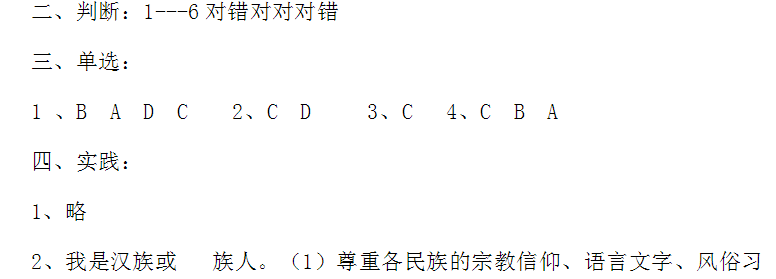 二、判断：1---6 对错对对对错
三、单选：
1 、B A D C 2、C D 3、C 4、C B A
四、实践：
1、略
2、我是汉族或 族人。（1）尊重各民族的宗教信仰、语言文字、风俗习